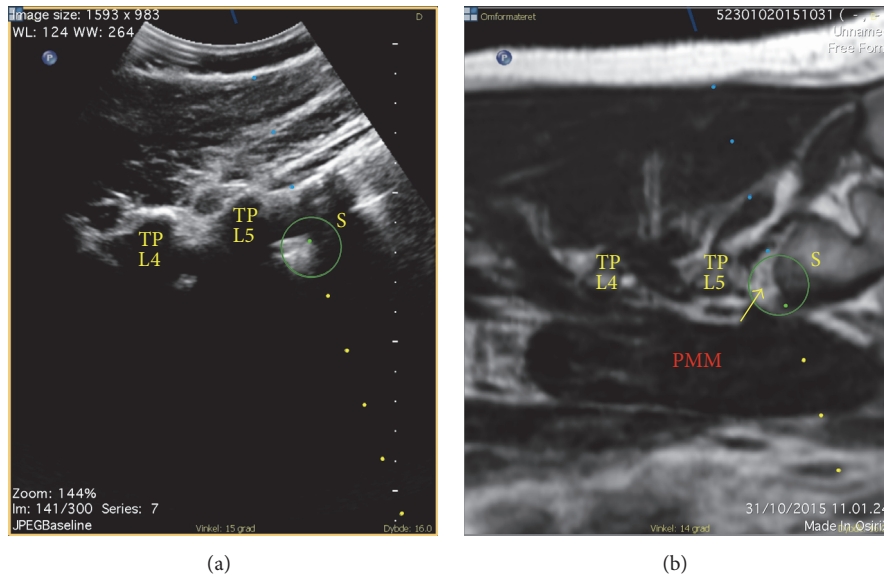 Image size: 1593 x 983
WL: 124 WW: 264
D
P
TP
L4
TP
L5
S
Zoom: 144%
Im: 141/300 Series: 7
JPEGBaseline
Vinkel: 15 grad
Dybde: 16.0
(a)
Omformateret
52301020151031 ( -, -
Unname
Free Form
P
TP
L4
TP
L5
S
PMM
31/10/2015 11.01.24
Vinkel: 14 grad
Made In Osiri
(b)